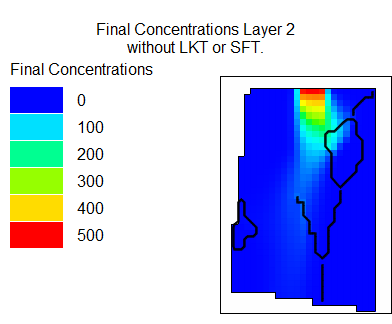 Final Concentrations Layer 2
without LKT or SFT.
Final Concentrations
0
100
200
300
400
500